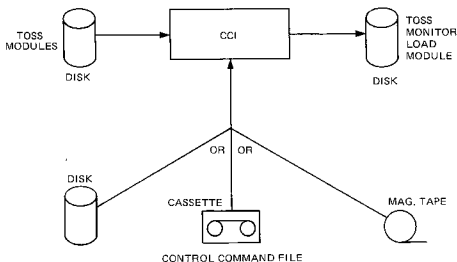 TOSS
MODULES
DISK
CCI
TOSS
MONITOR
LOAD
MODULE
DISK
OR OR
DISK
CASSETTE
MAG. TAPE
CONTROL COMMAND FILE